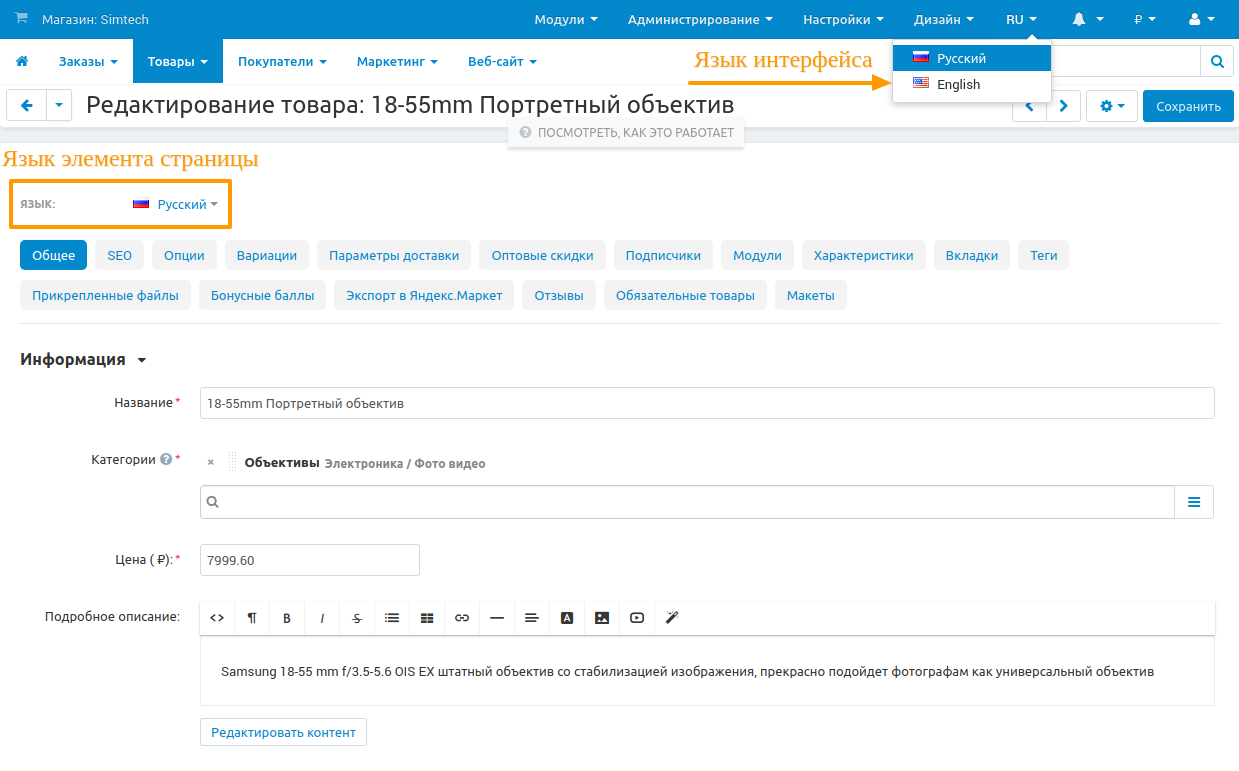 Магазин: Simtech Модули Администрирование Настройки Дизайн RU ₽
Заказы Товары Покупатели Маркетинг Веб-сайт
Язык интерфейса
Русский
English
Редактирование товара: 18-55mm Портретный объектив
Сохранить
ПОСМОТРЕТЬ, КАК ЭТО РАБОТАЕТ
Язык элемента страницы
ЯЗЫК: Русский
Общее SEO Опции Вариации Параметры доставки Оптовые скидки Подписчики Модули Характеристики Вкладки Теги
Прикрепленные файлы Бонусные баллы Экспорт в Яндекс.Маркет Отзывы Обязательные товары Макеты
Информация
Название* 18-55mm Портретный объектив
Категории ?* × Объективы Электроника / Фото видео
Цена ( ₽):* 7999.60
Подробное описание: <> ¶ B I S A
Samsung 18-55 mm f/3.5-5.6 OIS EX штатный объектив со стабилизацией изображения, прекрасно подойдет фотографам как универсальный объектив
Редактировать контент